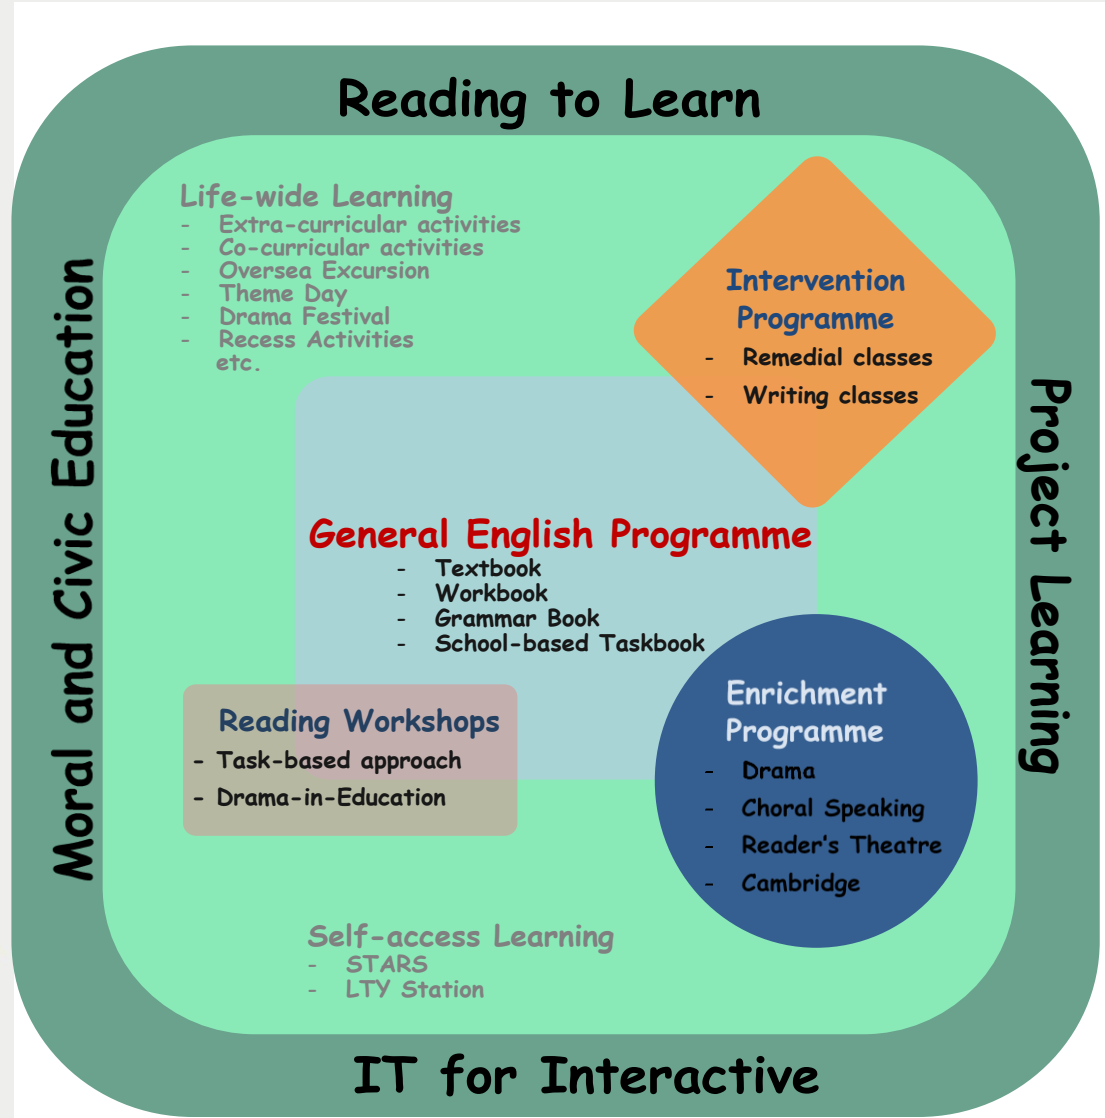 Reading to Learn
Life-wide Learning
- Extra-curricular activities
- Co-curricular activities
- Oversea Excursion
- Theme Day
- Drama Festival
- Recess Activities
etc.
Intervention
Programme
- Remedial classes
- Writing classes
Moral and Civic Education
Project Learning
General English Programme
- Textbook
- Workbook
- Grammar Book
- School-based Taskbook
Reading Workshops
- Task-based approach
- Drama-in-Education
Enrichment
Programme
- Drama
- Choral Speaking
- Reader's Theatre
- Cambridge
Self-access Learning
- STARS
- LTY Station
IT for Interactive